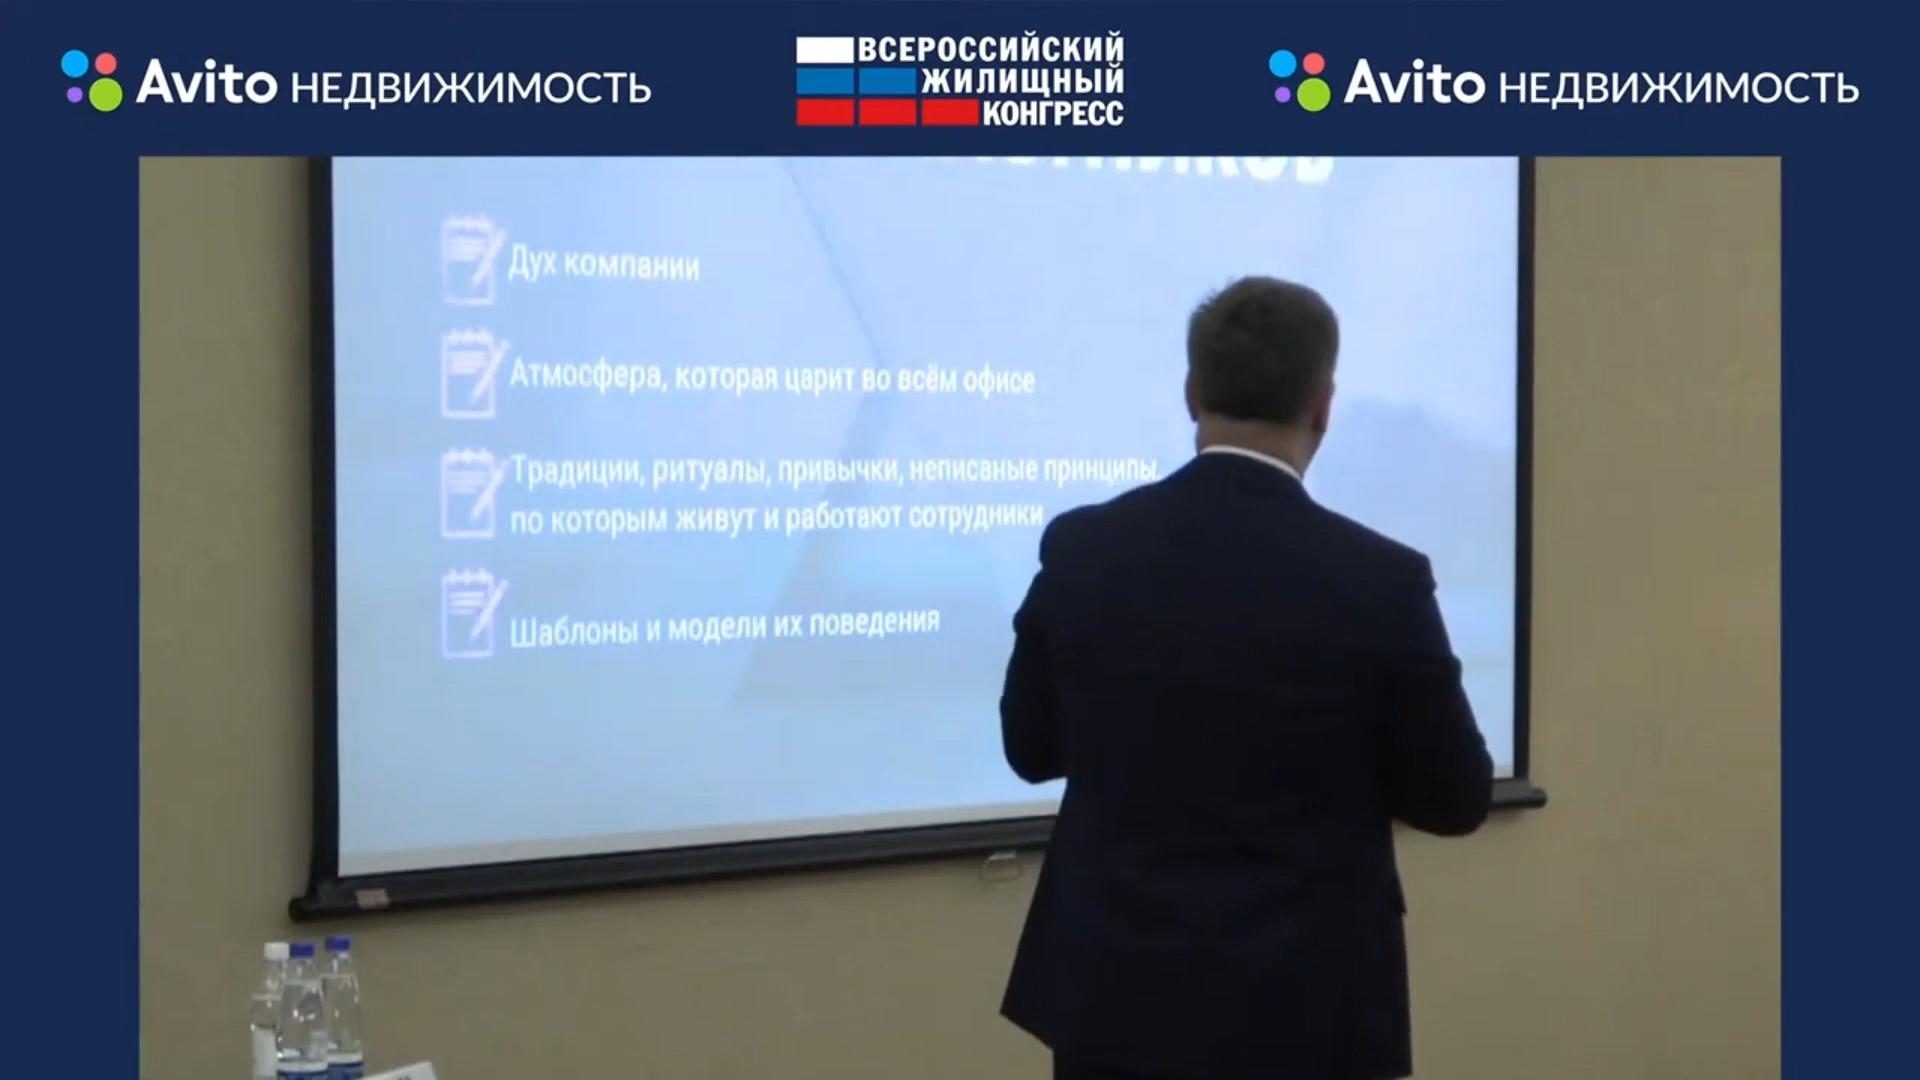 Avito НЕДВИЖИМОСТЬ
ВСЕРОССИЙСКИЙ
ЖИЛИЩНЫЙ
КОНГРЕСС
Avito НЕДВИЖИМОСТЬ
Дух компании
Атмосфера, которая царит во всём офисе
Традиции, ритуалы, привычки, неписаные принципы,
по которым живут и работают сотрудники
Шаблоны и модели их поведения